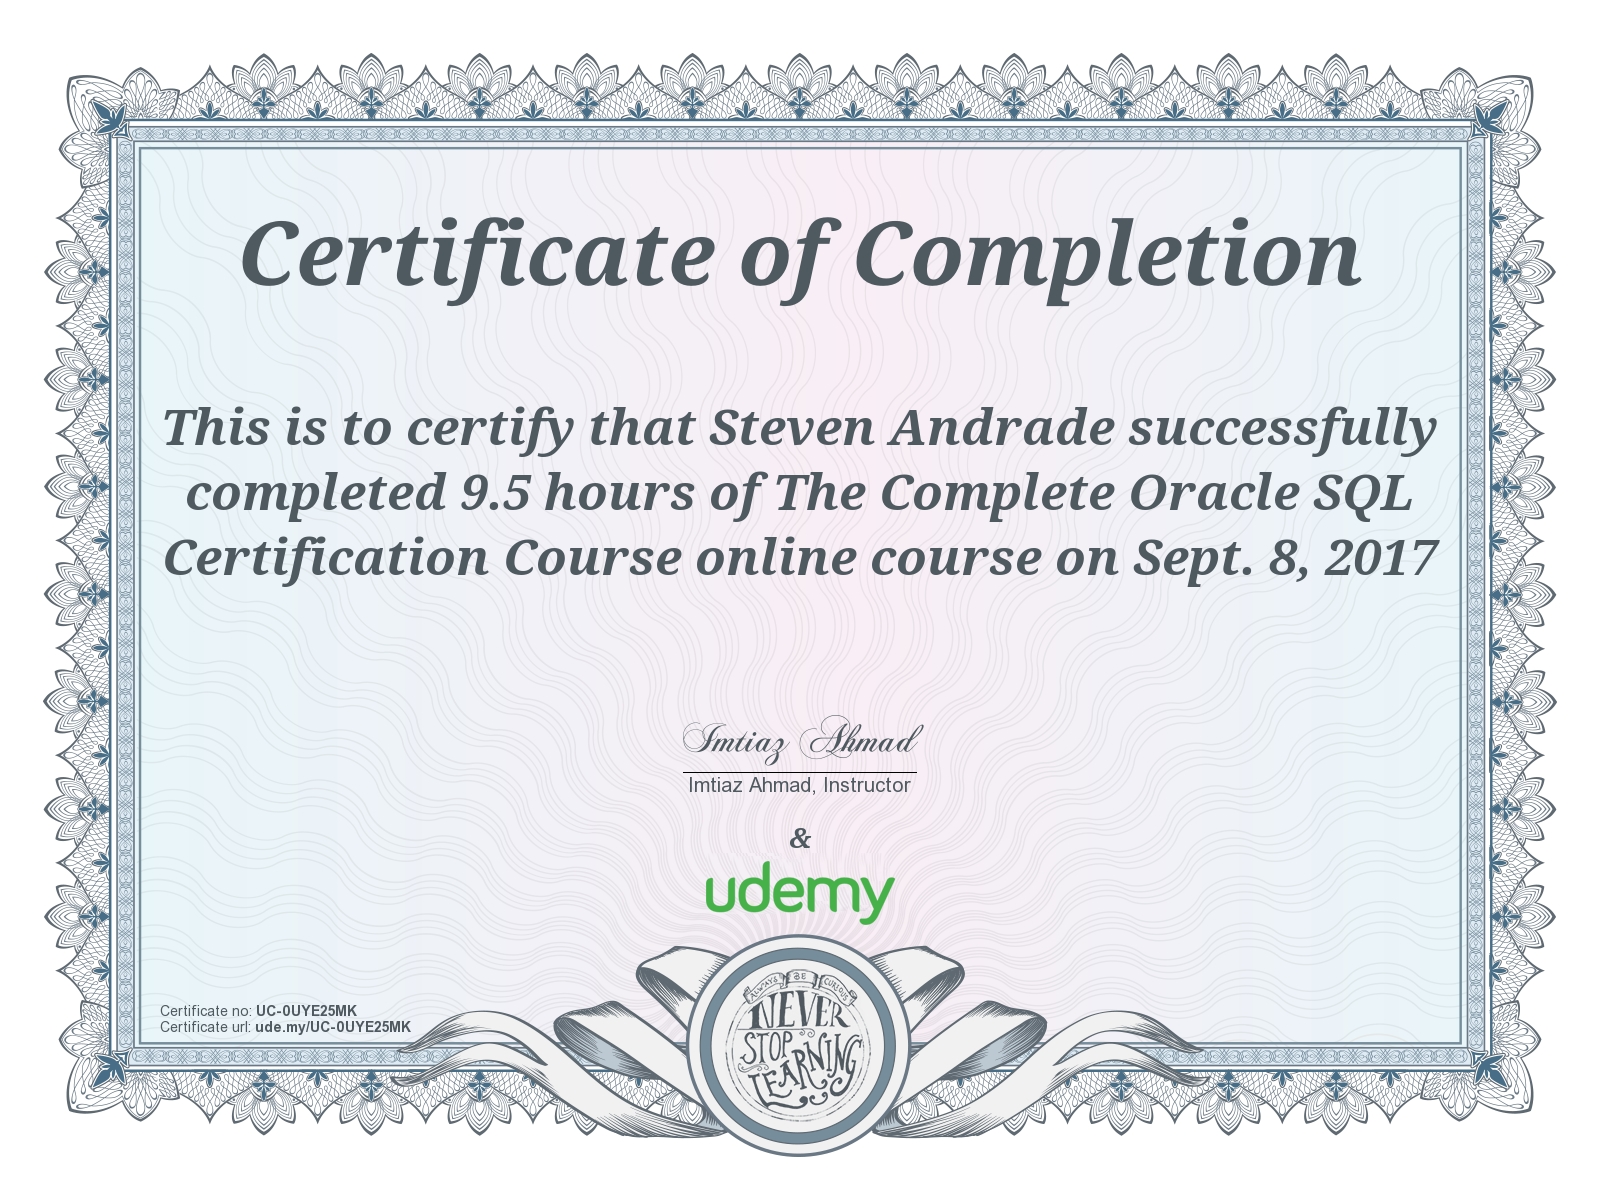 Certificate of Completion
This is to certify that Steven Andrade successfully
completed 9.5 hours of The Complete Oracle SQL
Certification Course online course on Sept. 8, 2017
Imtiaz Ahmad
Imtiaz Ahmad, Instructor
&
udemy
Certificate no: UC-0UYE25MK
Certificate url: ude.my/UC-0UYE25MK
ALWAYS BE CURIOUS
NEVER
STOP
LEARNING